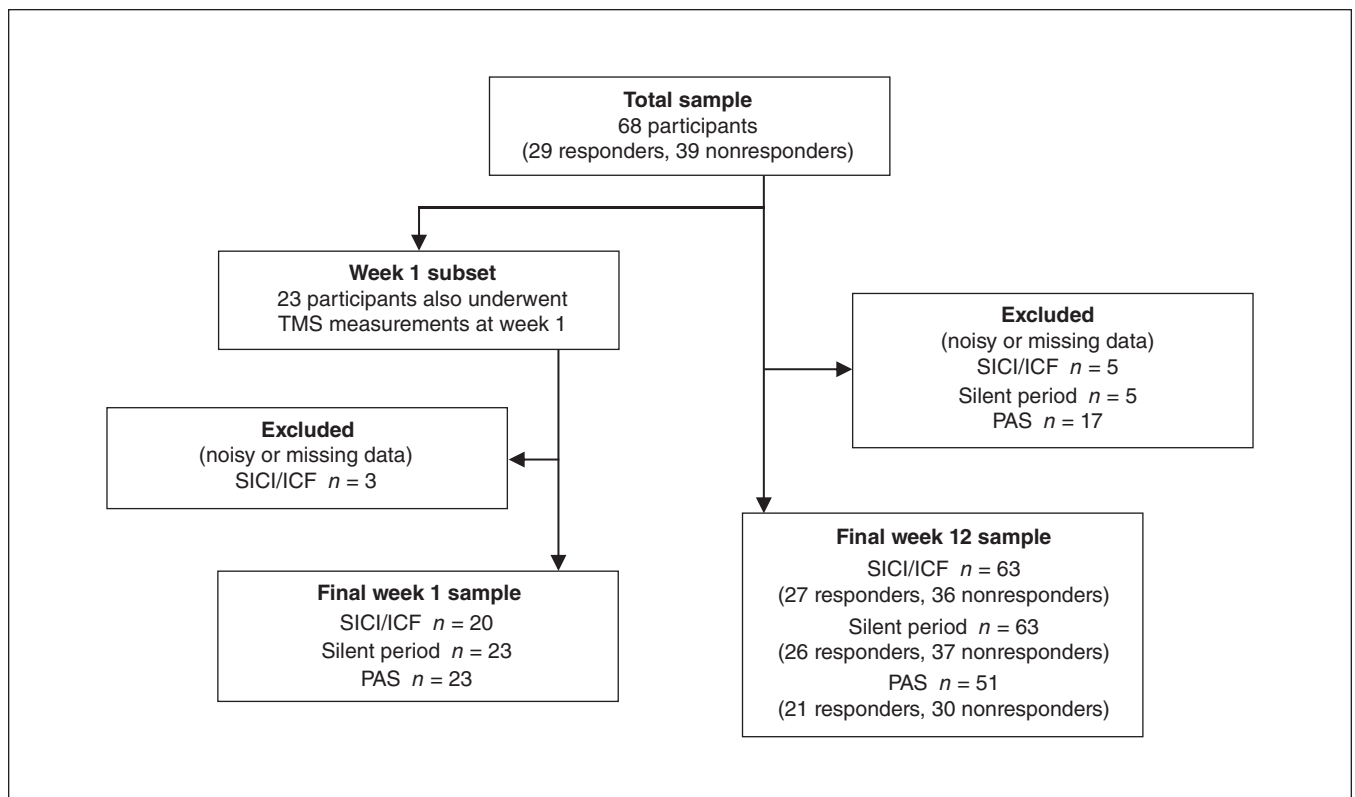 Total sample
68 participants
(29 responders, 39 nonresponders)
Week 1 subset
23 participants also underwent
TMS measurements at week 1
Excluded
(noisy or missing data)
SICI/ICF n = 5
Silent period n = 5
PAS n = 17
Excluded
(noisy or missing data)
SICI/ICF n = 3
Final week 12 sample
SICI/ICF n = 63
(27 responders, 36 nonresponders)
Silent period n = 63
(26 responders, 37 nonresponders)
PAS n = 51
(21 responders, 30 nonresponders)
Final week 1 sample
SICI/ICF n = 20
Silent period n = 23
PAS n = 23